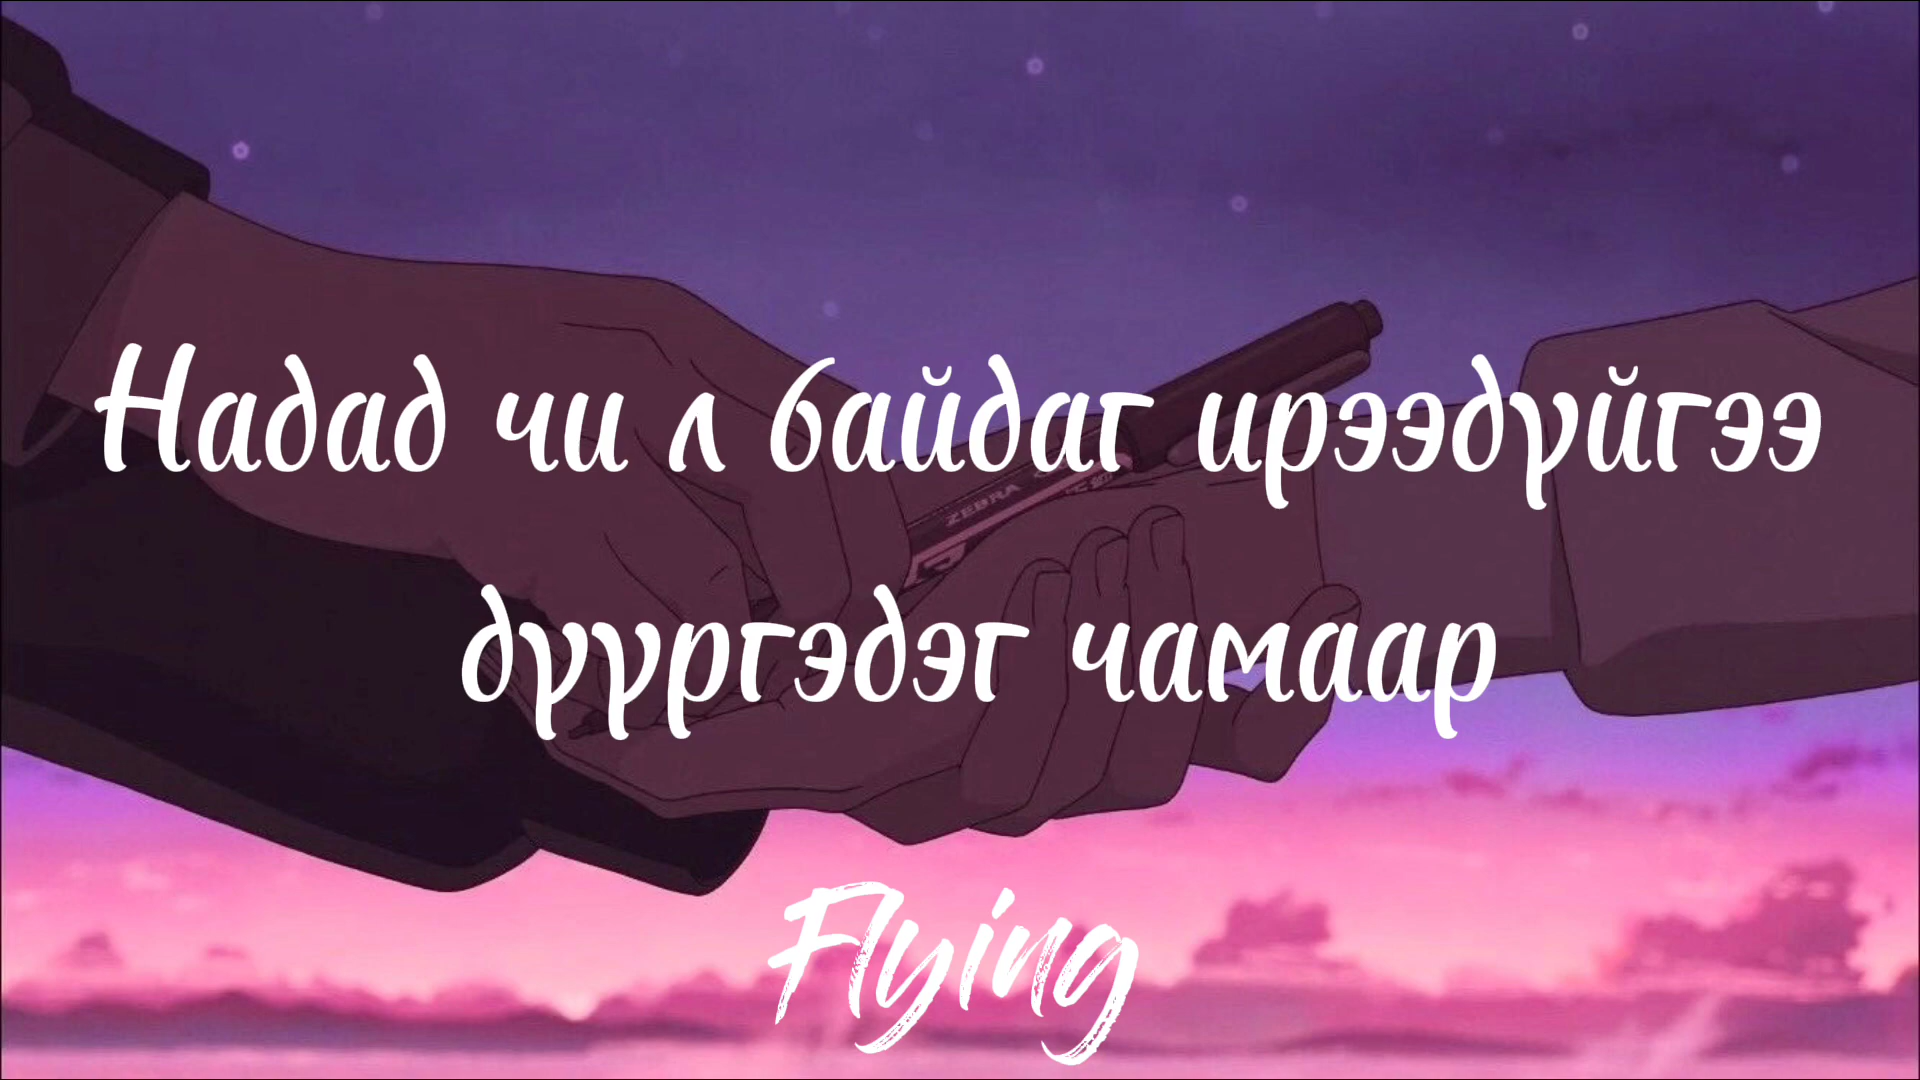 Надад чи л байдаг ирээдүйгээ
ZEBRA
дүүргэдэг чамаар
Flying